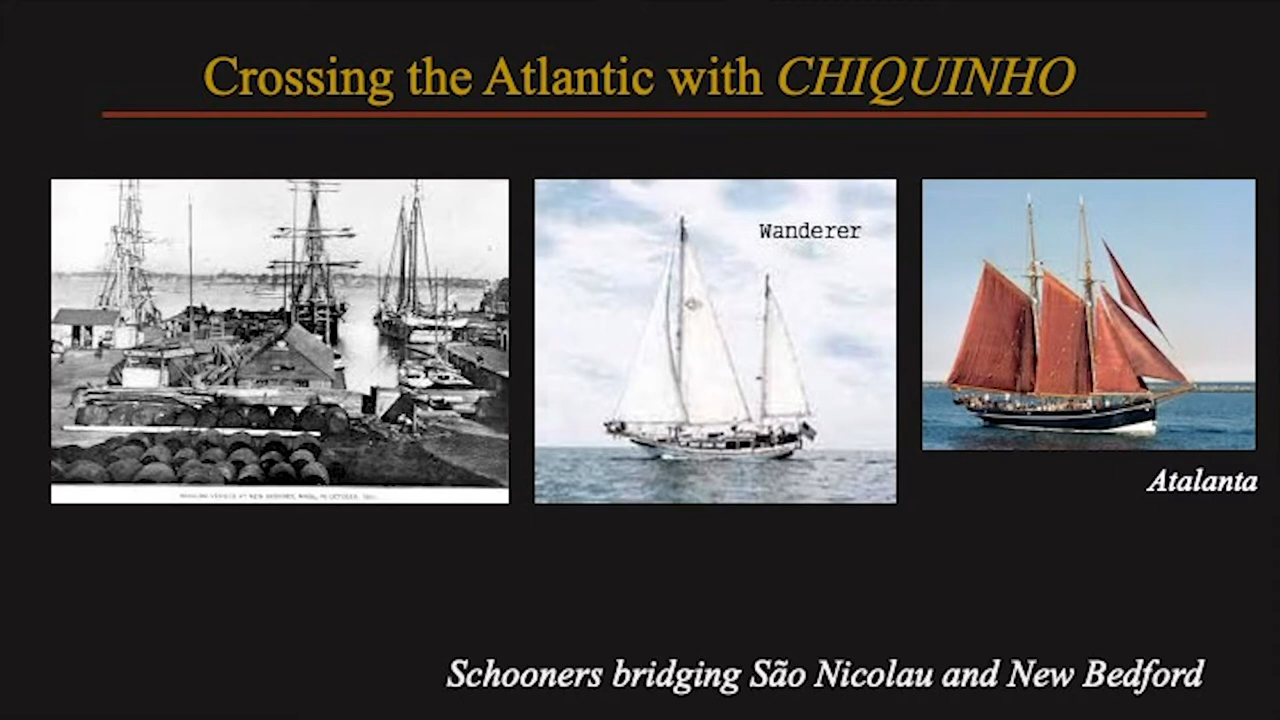 Crossing the Atlantic with CHIQUINHO
Wanderer
Atalanta
Schooners bridging São Nicolau and New Bedford